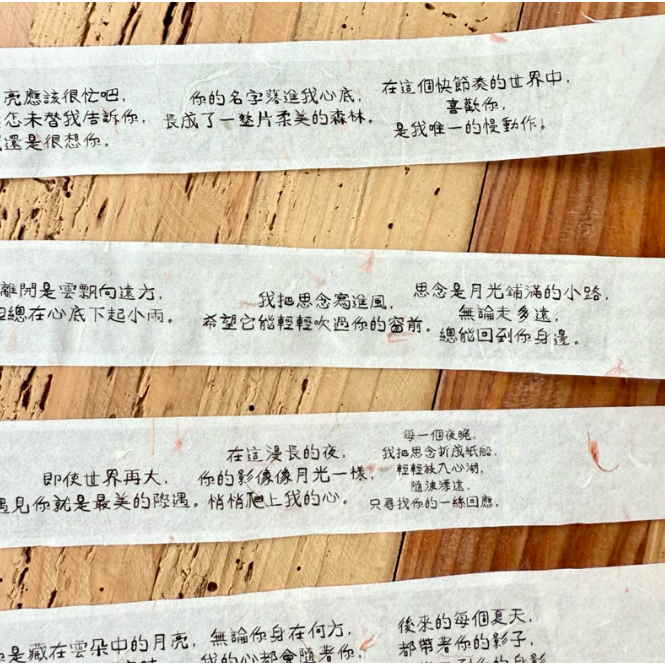 亮應該很忙吧,
怎未替我告訴你,
還是很想你。
你的名字落進我心底,
長成了一整片柔美的森林。
在這個快節奏的世界中,
喜歡你,
是我唯一的慢動作。
離開是雲飄向遠方,
但總在心底下起小雨。
我把思念寫進風,
希望它能輕輕吹過你的窗前。
思念是月光鋪滿的小路,
無論走多遠,
總能回到你身邊。
即使世界再大,
遇見你就是最美的際遇。
在這漫長的夜,
你的影像像月光一樣,
悄悄爬上我的心。
每一個夜晚,
我把思念折成紙船,
輕輕放入心湖,
隨波漂遠,
只尋找你的一絲回應。
是藏在雲朵中的月亮,
無論你身在何方,
我的心都會隨著你,
後來的每個夏天,
都帶著你的影子,